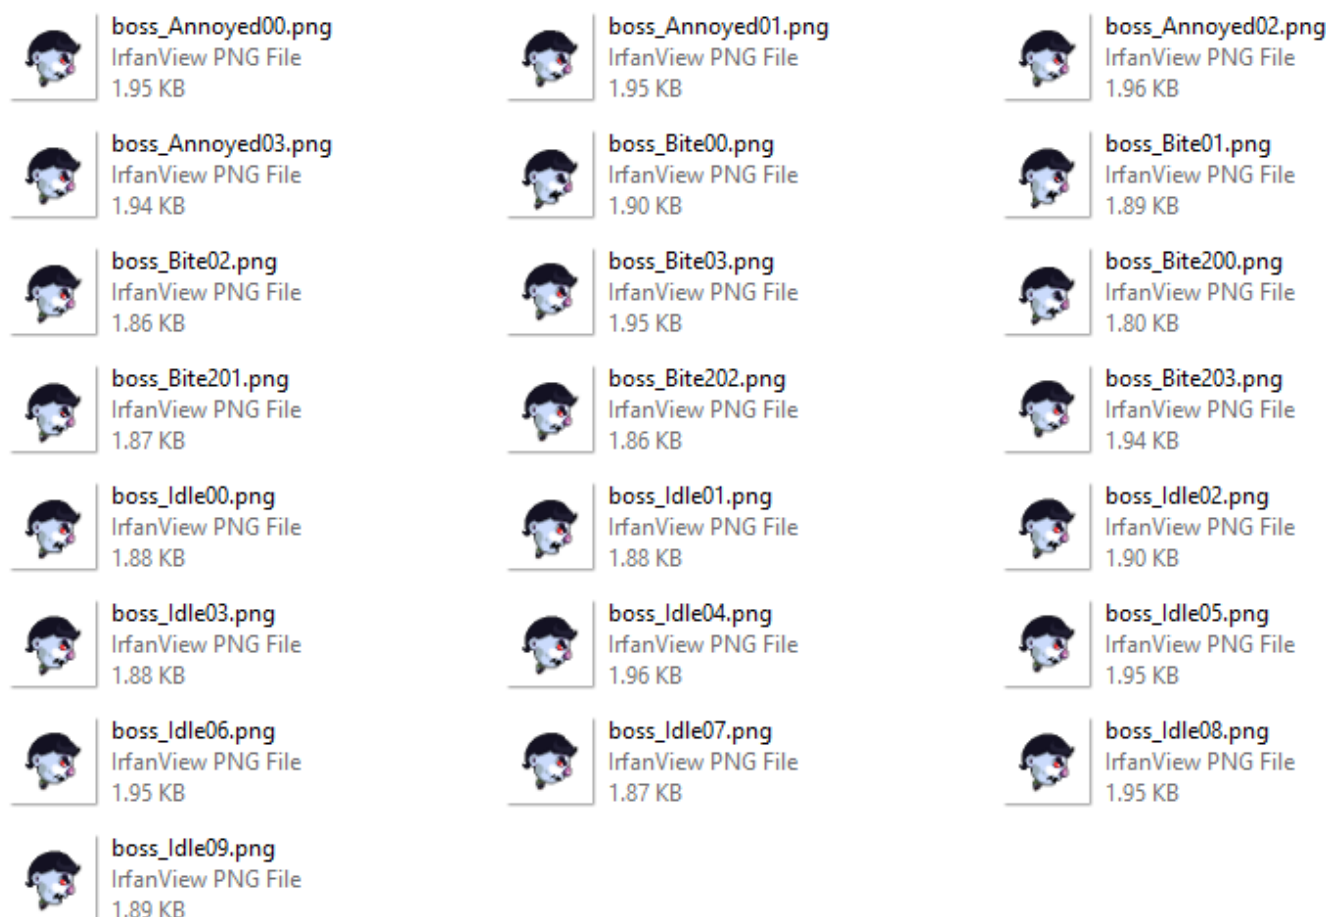 boss_Annoyed00.png
IrfanView PNG File
1.95 KB
boss_Annoyed01.png
IrfanView PNG File
1.95 KB
boss_Annoyed02.png
IrfanView PNG File
1.96 KB
boss_Annoyed03.png
IrfanView PNG File
1.94 KB
boss_Bite00.png
IrfanView PNG File
1.90 KB
boss_Bite01.png
IrfanView PNG File
1.89 KB
boss_Bite02.png
IrfanView PNG File
1.86 KB
boss_Bite03.png
IrfanView PNG File
1.95 KB
boss_Bite200.png
IrfanView PNG File
1.80 KB
boss_Bite201.png
IrfanView PNG File
1.87 KB
boss_Bite202.png
IrfanView PNG File
1.86 KB
boss_Bite203.png
IrfanView PNG File
1.94 KB
boss_Idle00.png
IrfanView PNG File
1.88 KB
boss_Idle01.png
IrfanView PNG File
1.88 KB
boss_Idle02.png
IrfanView PNG File
1.90 KB
boss_Idle03.png
IrfanView PNG File
1.88 KB
boss_Idle04.png
IrfanView PNG File
1.96 KB
boss_Idle05.png
IrfanView PNG File
1.95 KB
boss_Idle06.png
IrfanView PNG File
1.95 KB
boss_Idle07.png
IrfanView PNG File
1.87 KB
boss_Idle08.png
IrfanView PNG File
1.95 KB
boss_Idle09.png
IrfanView PNG File
1.89 KB